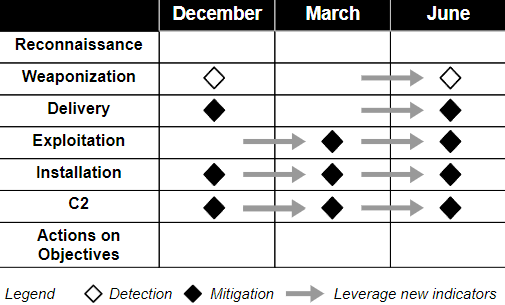 December March June
Reconnaissance
Weaponization
Delivery
Exploitation
Installation
C2
Actions on
Objectives
Legend Detection Mitigation Leverage new indicators